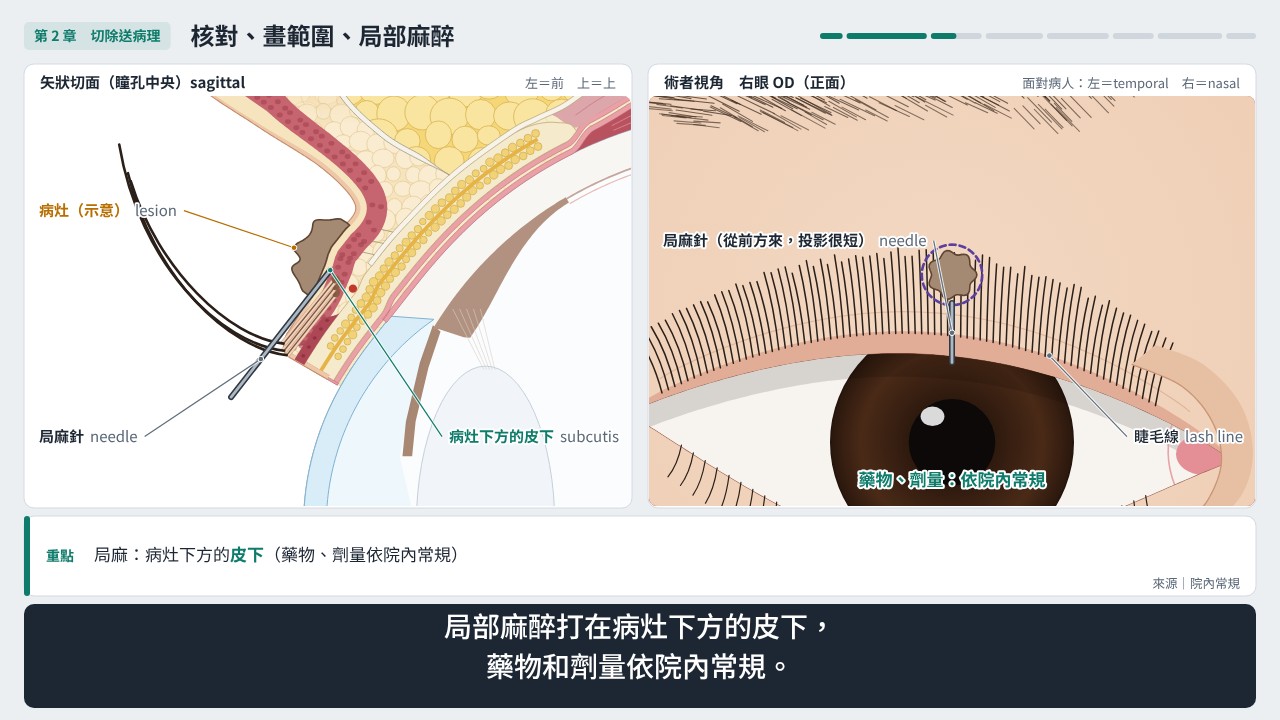 第 2 章　切除送病理
核對、畫範圍、局部麻醉
矢狀切面（瞳孔中央）sagittal
左＝前　上＝上
病灶（示意） lesion
局麻針 needle
病灶下方的皮下 subcutis
術者視角　右眼 OD（正面）
面對病人：左＝temporal　右＝nasal
局麻針（從前方來，投影很短） needle
睫毛線 lash line
藥物、劑量：依院內常規
重點　局麻：病灶下方的皮下（藥物、劑量依院內常規）
來源｜院內常規
局部麻醉打在病灶下方的皮下，
藥物和劑量依院內常規。